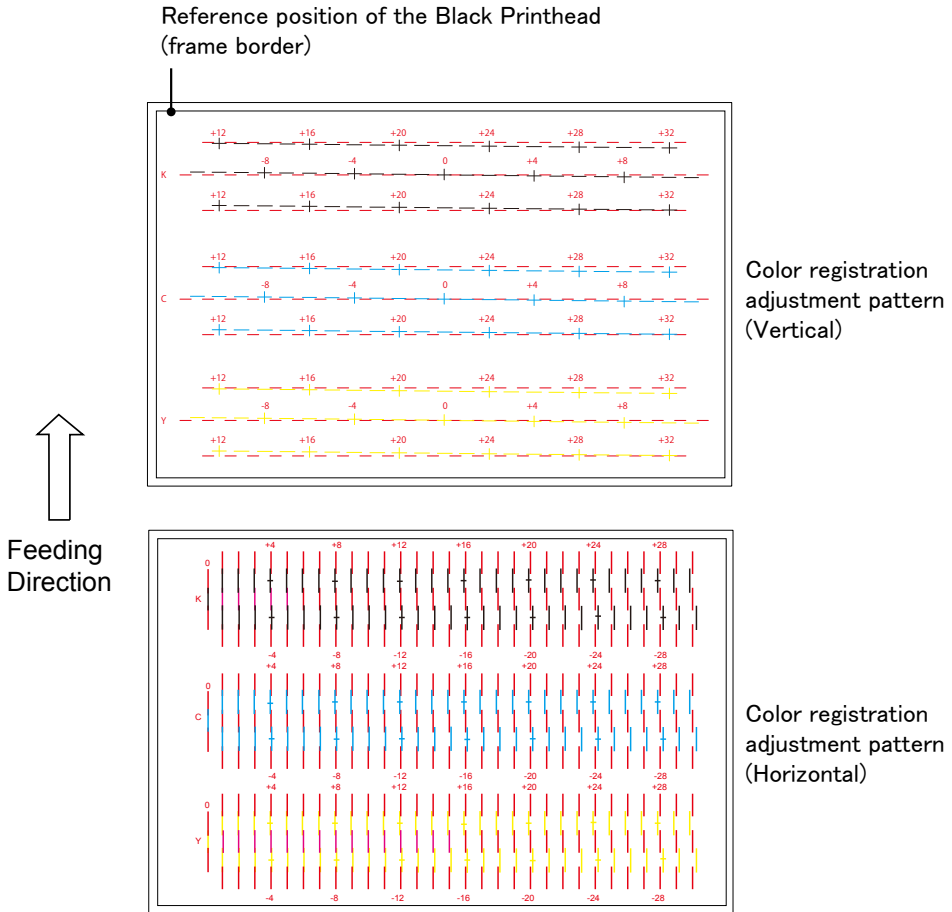 Reference position of the Black Printhead
(frame border)
+12 +16 +20 +24 +28 +32
-8 -4 0 +4 +8
K
+12 +16 +20 +24 +28 +32
+12 +16 +20 +24 +28 +32
-8 -4 0 +4 +8
C
+12 +16 +20 +24 +28 +32
+12 +16 +20 +24 +28 +32
-8 -4 0 +4 +8
Y
+12 +16 +20 +24 +28 +32
Color registration
adjustment pattern
(Vertical)
Feeding
Direction
+4 +8 +12 +16 +20 +24 +28
0
K
-4 -8 -12 -16 -20 -24 -28
+4 +8 +12 +16 +20 +24 +28
0
C
-4 -8 -12 -16 -20 -24 -28
+4 +8 +12 +16 +20 +24 +28
0
Y
-4 -8 -12 -16 -20 -24 -28
Color registration
adjustment pattern
(Horizontal)